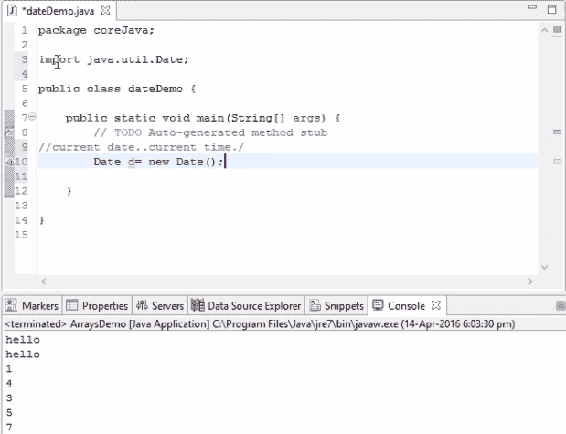 *dateDemo.java
1 package coreJava;
2
3 import java.util.Date;
4
5 public class dateDemo {
6
7 public static void main(String[] args) {
8 // TODO Auto-generated method stub
9 //current date..current time./
10 Date d= new Date();
11
12 }
13
14 }
15
Markers Properties Servers Data Source Explorer Snippets Console
<terminated> ArraysDemo [Java Application] C:\Program Files\Java\jre7\bin\javaw.exe (14-Apr-2016 6:03:30 pm)
hello
hello
1
4
3
5
7